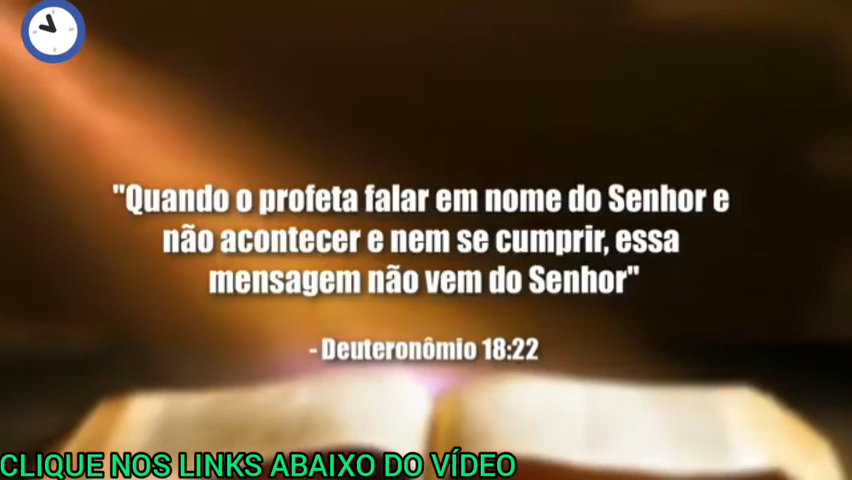 "Quando o profeta falar em nome do Senhor e
não acontecer e nem se cumprir, essa
mensagem não vem do Senhor"
- Deuteronômio 18:22
CLIQUE NOS LINKS ABAIXO DO VÍDEO